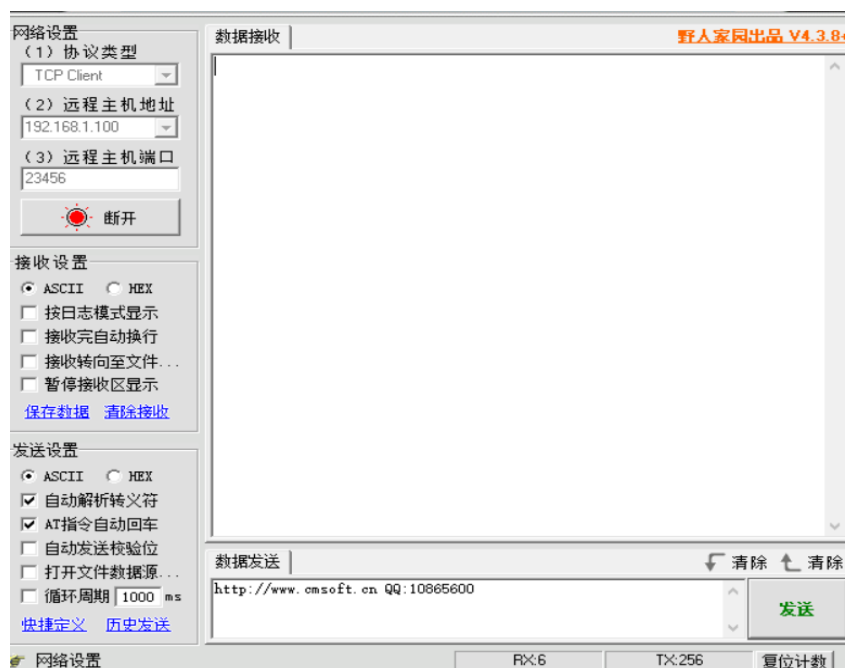 网络设置
(1) 协议类型
TCP Client
(2) 远程主机地址
192.168.1.100
(3) 远程主机端口
23456
断开
接收设置
ASCII HEX
按日志模式显示
接收完自动换行
接收转向至文件...
暂停接收区显示
保存数据 清除接收
发送设置
ASCII HEX
自动解析转义符
AT指令自动回车
自动发送校验位
打开文件数据源...
循环周期 1000 ms
快捷定义 历史发送
数据接收 野人家园出品 V4.3.8
数据发送 清除 清除
http://www.cmsoft.cn QQ:10865600
发送
网络设置 RX:6 TX:256 复位计数